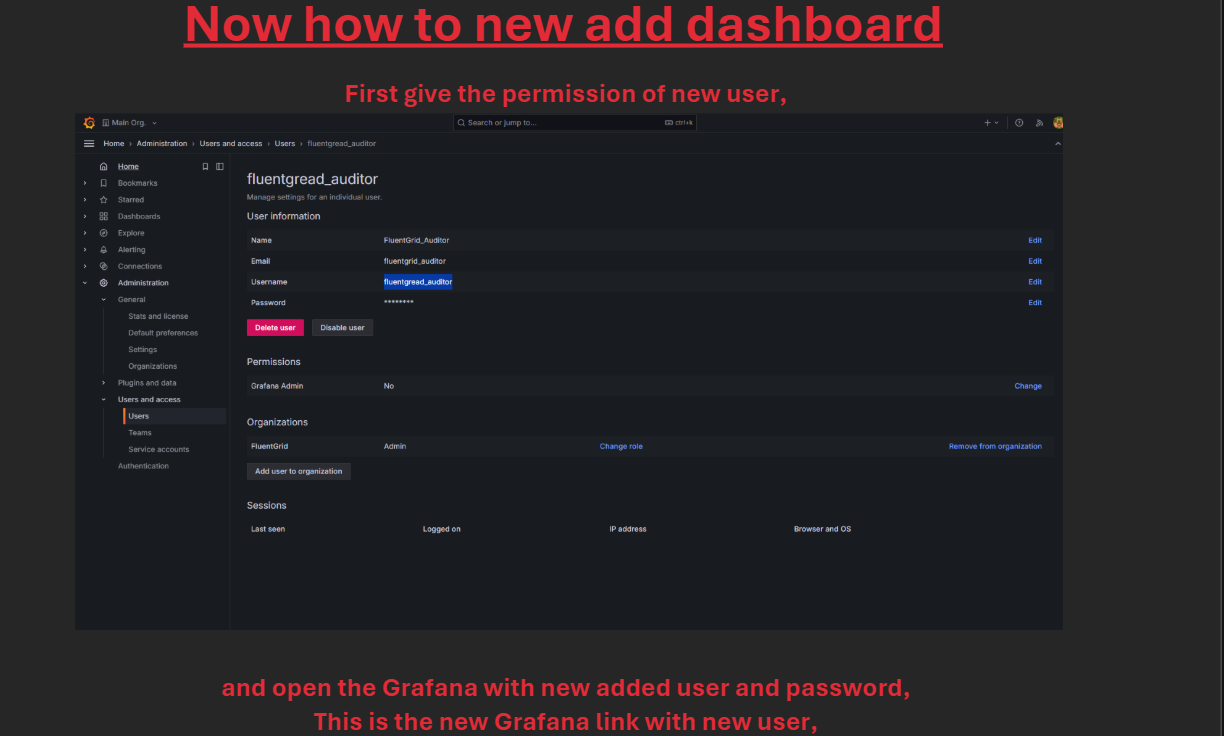 Now how to new add dashboard
First give the permission of new user,
Main Org.
Search or jump to...
ctrl+k
Home › Administration › Users and access › Users › fluentgread_auditor
Home
Bookmarks
Starred
Dashboards
Explore
Alerting
Connections
Administration
General
Stats and license
Default preferences
Settings
Organizations
Plugins and data
Users and access
Users
Teams
Service accounts
Authentication
fluentgread_auditor
Manage settings for an individual user.
User information
Name FluentGrid_Auditor Edit
Email fluentgrid_auditor Edit
Username fluentgread_auditor Edit
Password ******** Edit
Delete user Disable user
Permissions
Grafana Admin No Change
Organizations
FluentGrid Admin Change role Remove from organization
Add user to organization
Sessions
Last seen Logged on IP address Browser and OS
and open the Grafana with new added user and password,
This is the new Grafana link with new user,